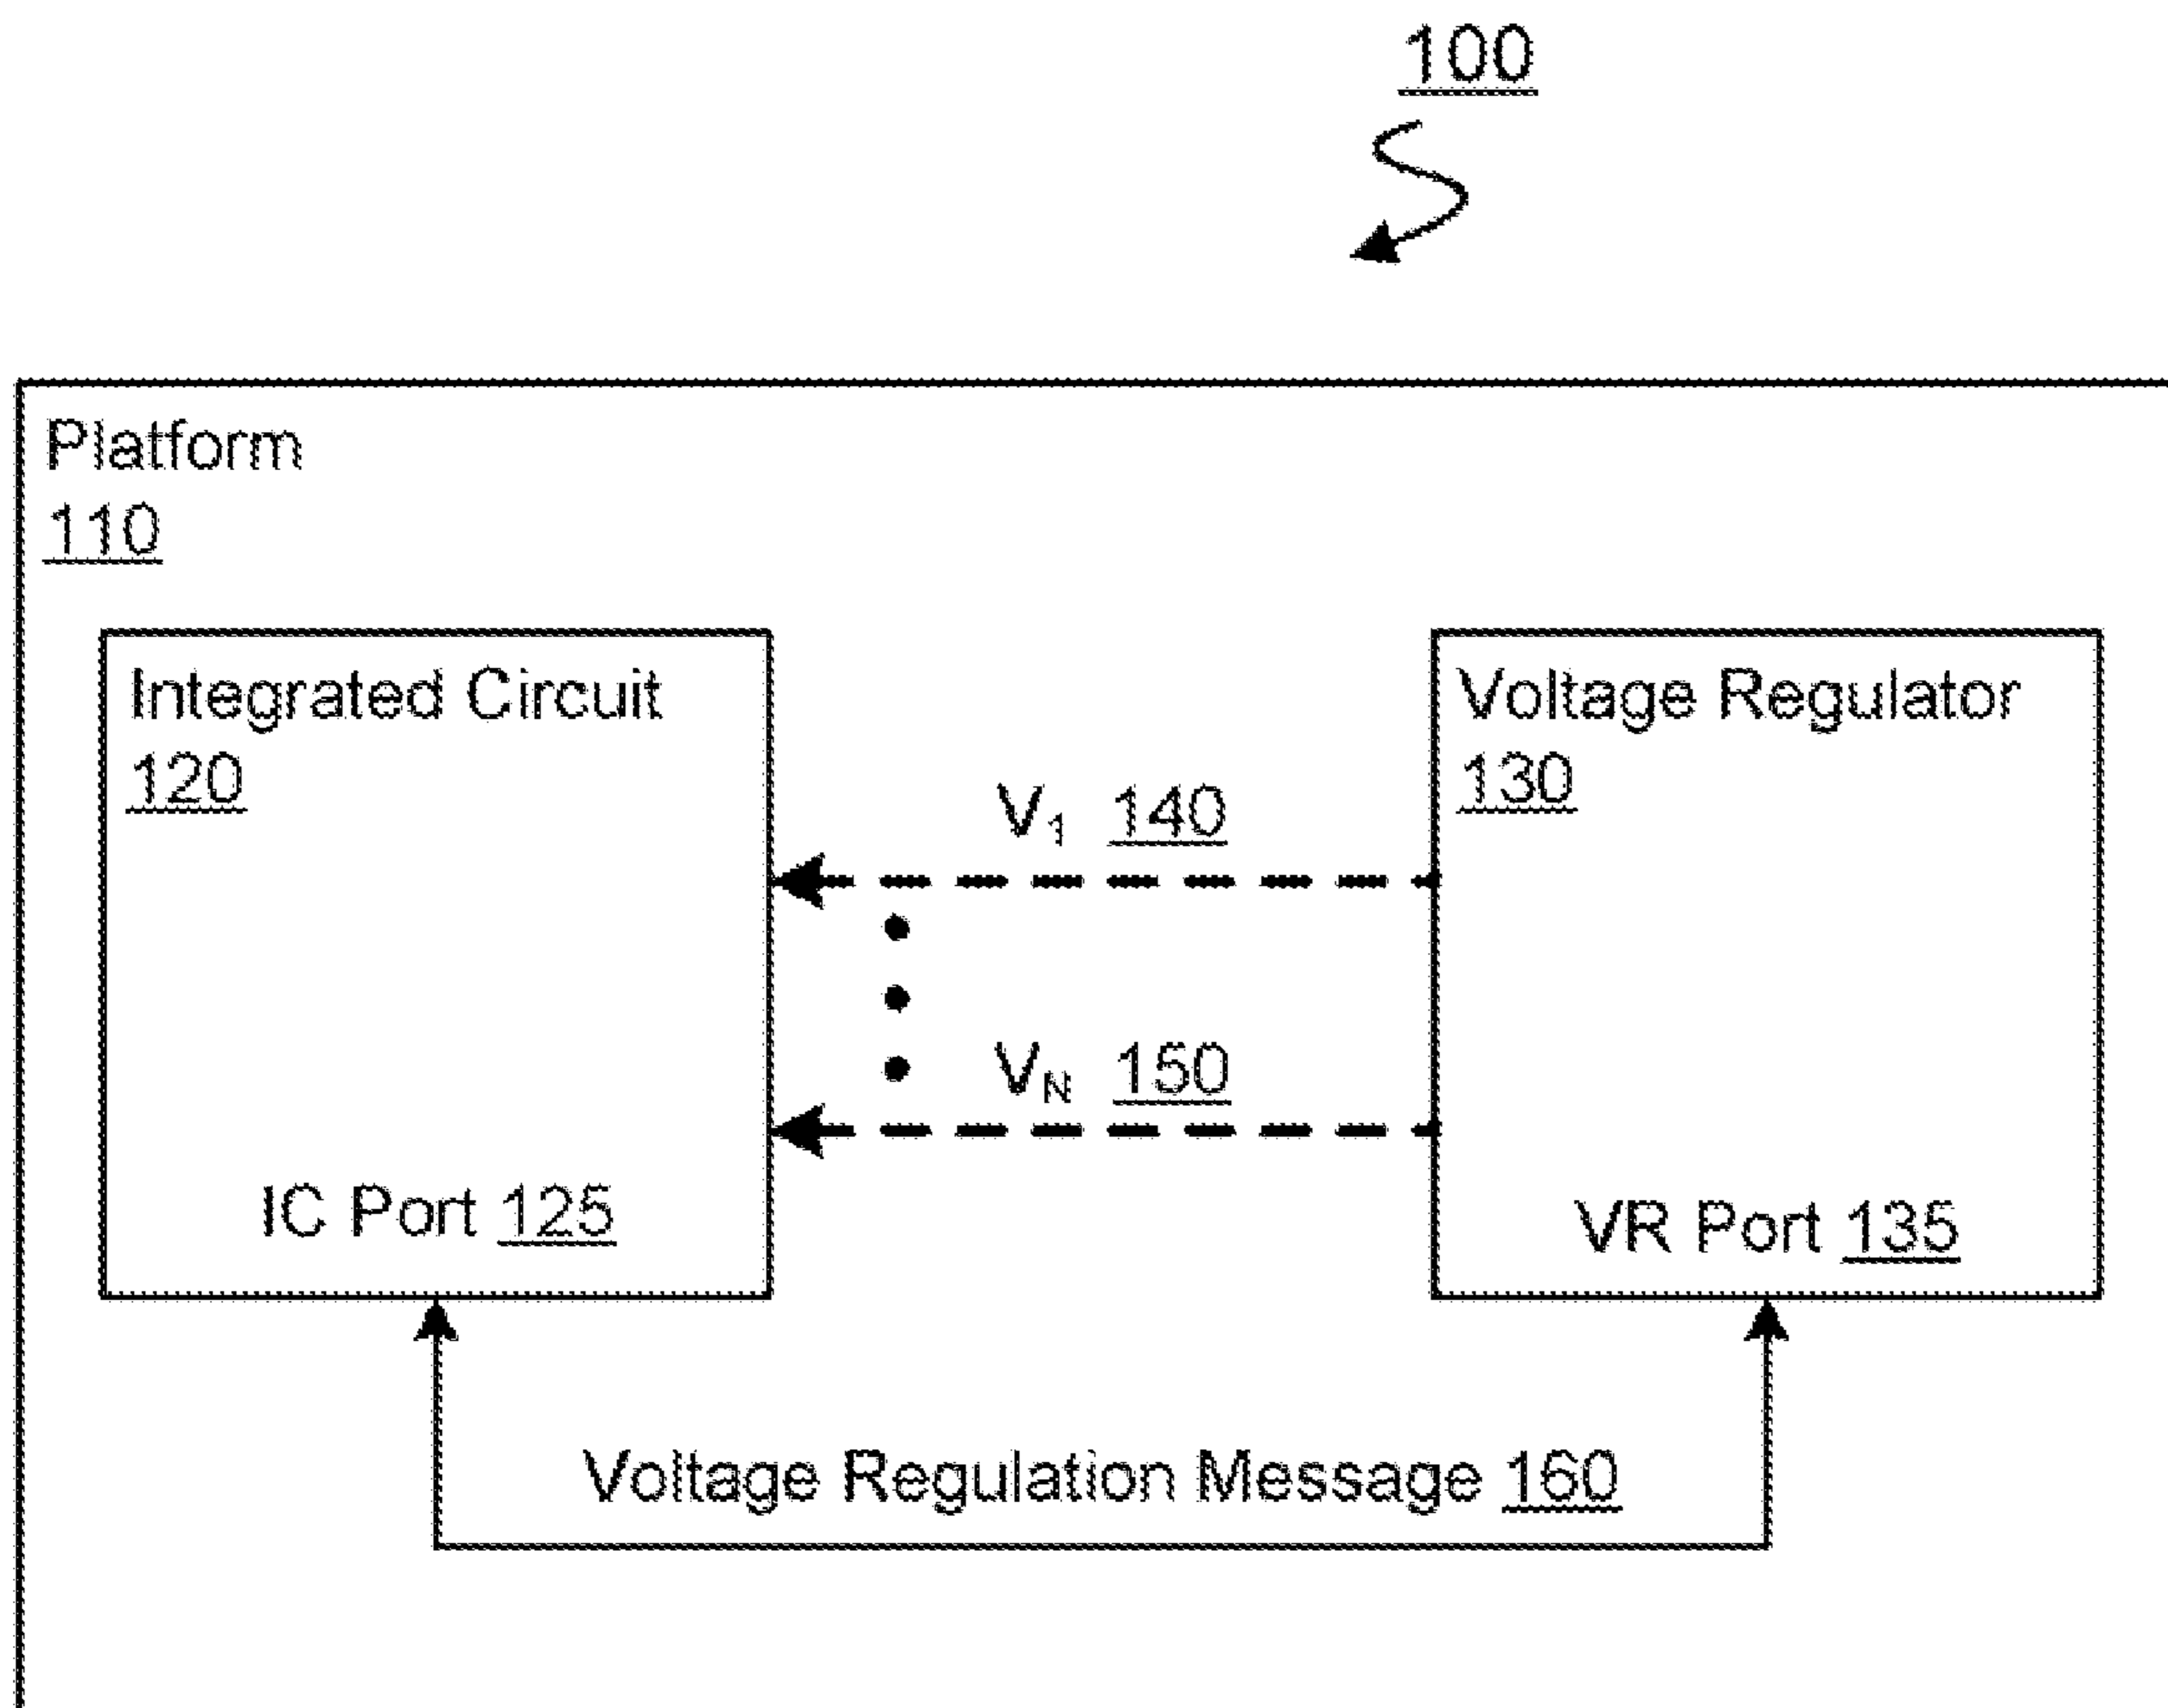 100
Platform
110
Integrated Circuit
120
Voltage Regulator
130
V₁ 140
V_N 150
IC Port 125
VR Port 135
Voltage Regulation Message 160